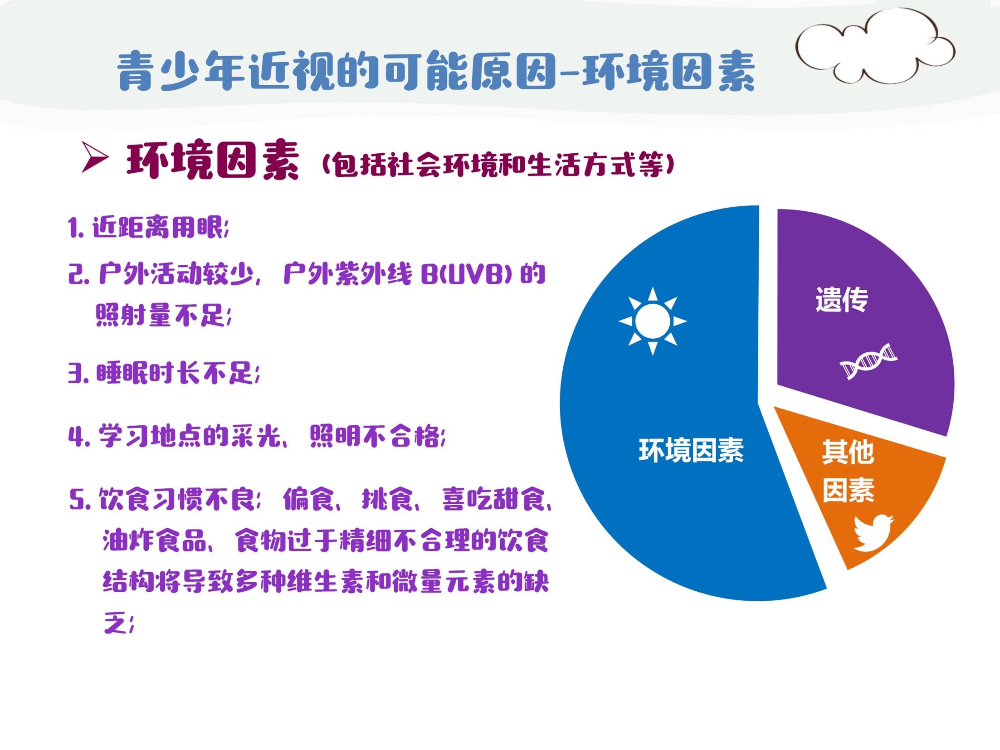 青少年近视的可能原因-环境因素
环境因素 (包括社会环境和生活方式等)
1. 近距离用眼;
2. 户外活动较少, 户外紫外线 B(UVB) 的
照射量不足;
3. 睡眠时长不足;
4. 学习地点的采光、 照明不合格;
5. 饮食习惯不良; 偏食、 挑食、 喜吃甜食、
油炸食品、 食物过于精细不合理的饮食
结构将导致多种维生素和微量元素的缺
乏;
遗传
环境因素
其他
因素